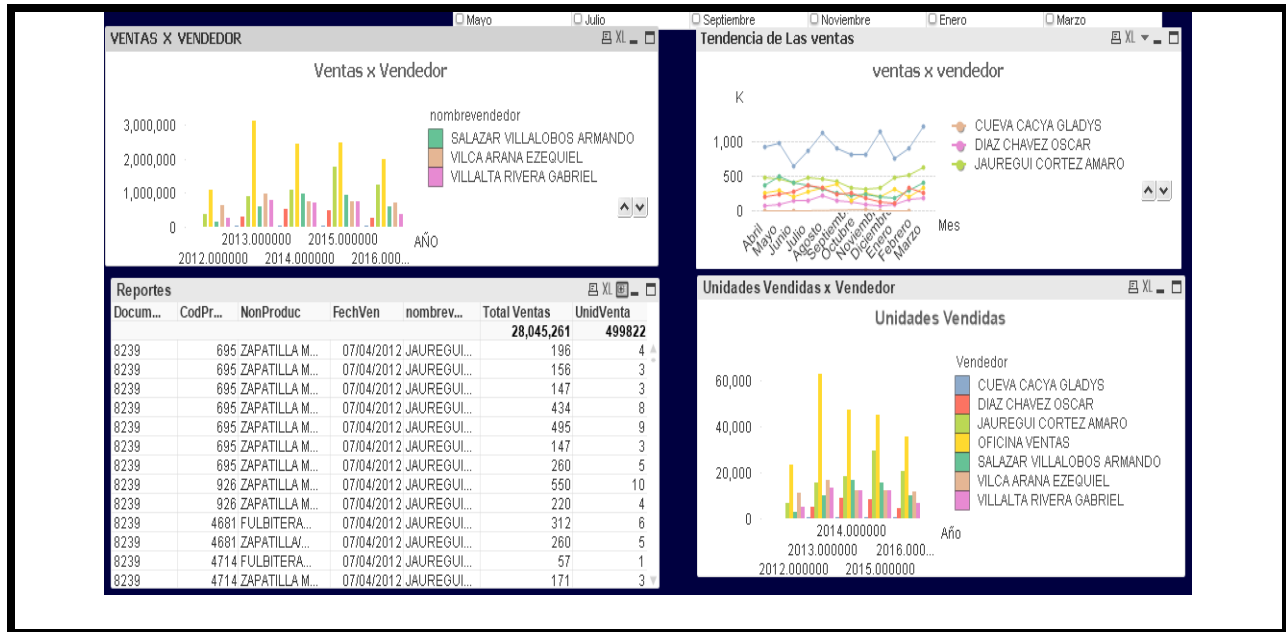 Mayo Julio Septiembre Noviembre Enero Marzo
VENTAS X VENDEDOR XL
Ventas x Vendedor
nombrevendedor
SALAZAR VILLALOBOS ARMANDO
VILCA ARANA EZEQUIEL
VILLALTA RIVERA GABRIEL
3,000,000
2,000,000
1,000,000
0
2013.000000 2015.000000
2012.000000 2014.000000 2016.000...
AÑO
Tendencia de Las ventas XL
ventas x vendedor
K
1,000
500
0
CUEVA CACYA GLADYS
DIAZ CHAVEZ OSCAR
JAUREGUI CORTEZ AMARO
Abril Mayo Junio Julio Agosto Septiemb. Octubre Noviembr. Diciembre Enero Febrero Marzo
Mes
Reportes XL
Docum... CodPr... NonProduc FechVen nombrev... Total Ventas UnidVenta
28,045,261 499822
8239 695 ZAPATILLA M... 07/04/2012 JAUREGUI... 196 4
8239 695 ZAPATILLA M... 07/04/2012 JAUREGUI... 156 3
8239 695 ZAPATILLA M... 07/04/2012 JAUREGUI... 147 3
8239 695 ZAPATILLA M... 07/04/2012 JAUREGUI... 434 8
8239 695 ZAPATILLA M... 07/04/2012 JAUREGUI... 495 9
8239 695 ZAPATILLA M... 07/04/2012 JAUREGUI... 147 3
8239 695 ZAPATILLA M... 07/04/2012 JAUREGUI... 260 5
8239 926 ZAPATILLA M... 07/04/2012 JAUREGUI... 550 10
8239 926 ZAPATILLA M... 07/04/2012 JAUREGUI... 220 4
8239 4681 FULBITERA... 07/04/2012 JAUREGUI... 312 6
8239 4681 ZAPATILLA/... 07/04/2012 JAUREGUI... 260 5
8239 4714 FULBITERA... 07/04/2012 JAUREGUI... 57 1
8239 4714 ZAPATILLA M... 07/04/2012 JAUREGUI... 171 3
Unidades Vendidas x Vendedor XL
Unidades Vendidas
Vendedor
CUEVA CACYA GLADYS
DIAZ CHAVEZ OSCAR
JAUREGUI CORTEZ AMARO
OFICINA VENTAS
SALAZAR VILLALOBOS ARMANDO
VILCA ARANA EZEQUIEL
VILLALTA RIVERA GABRIEL
60,000
40,000
20,000
0
2014.000000
2013.000000 2016.000...
2012.000000 2015.000000
Año